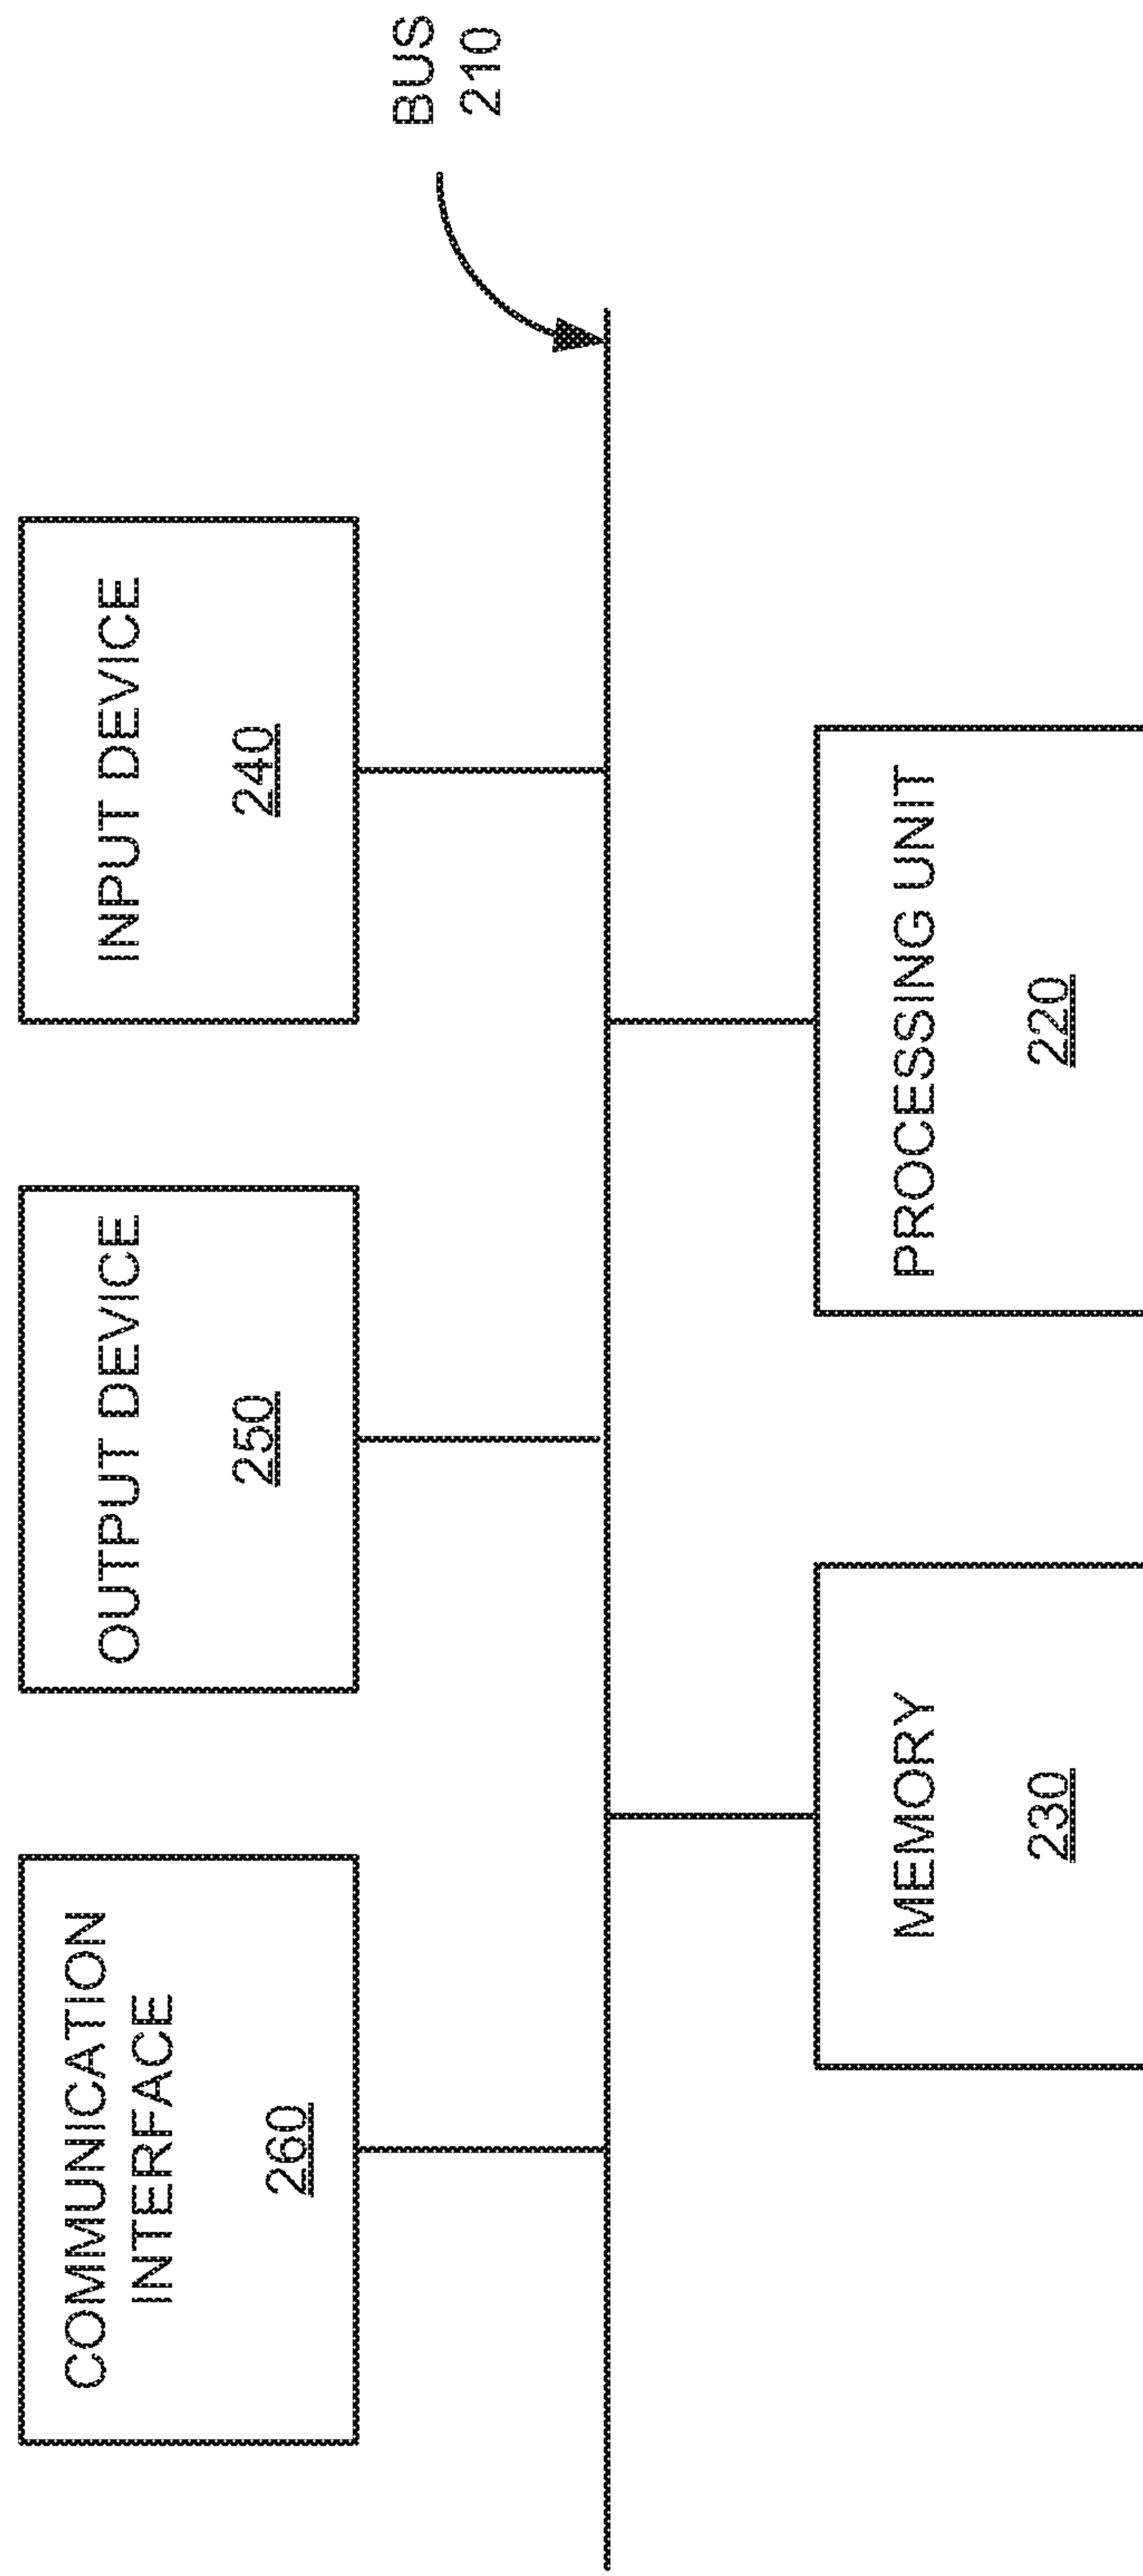 COMMUNICATION
INTERFACE
260
OUTPUT DEVICE
250
INPUT DEVICE
240
BUS
210
MEMORY
230
PROCESSING UNIT
220